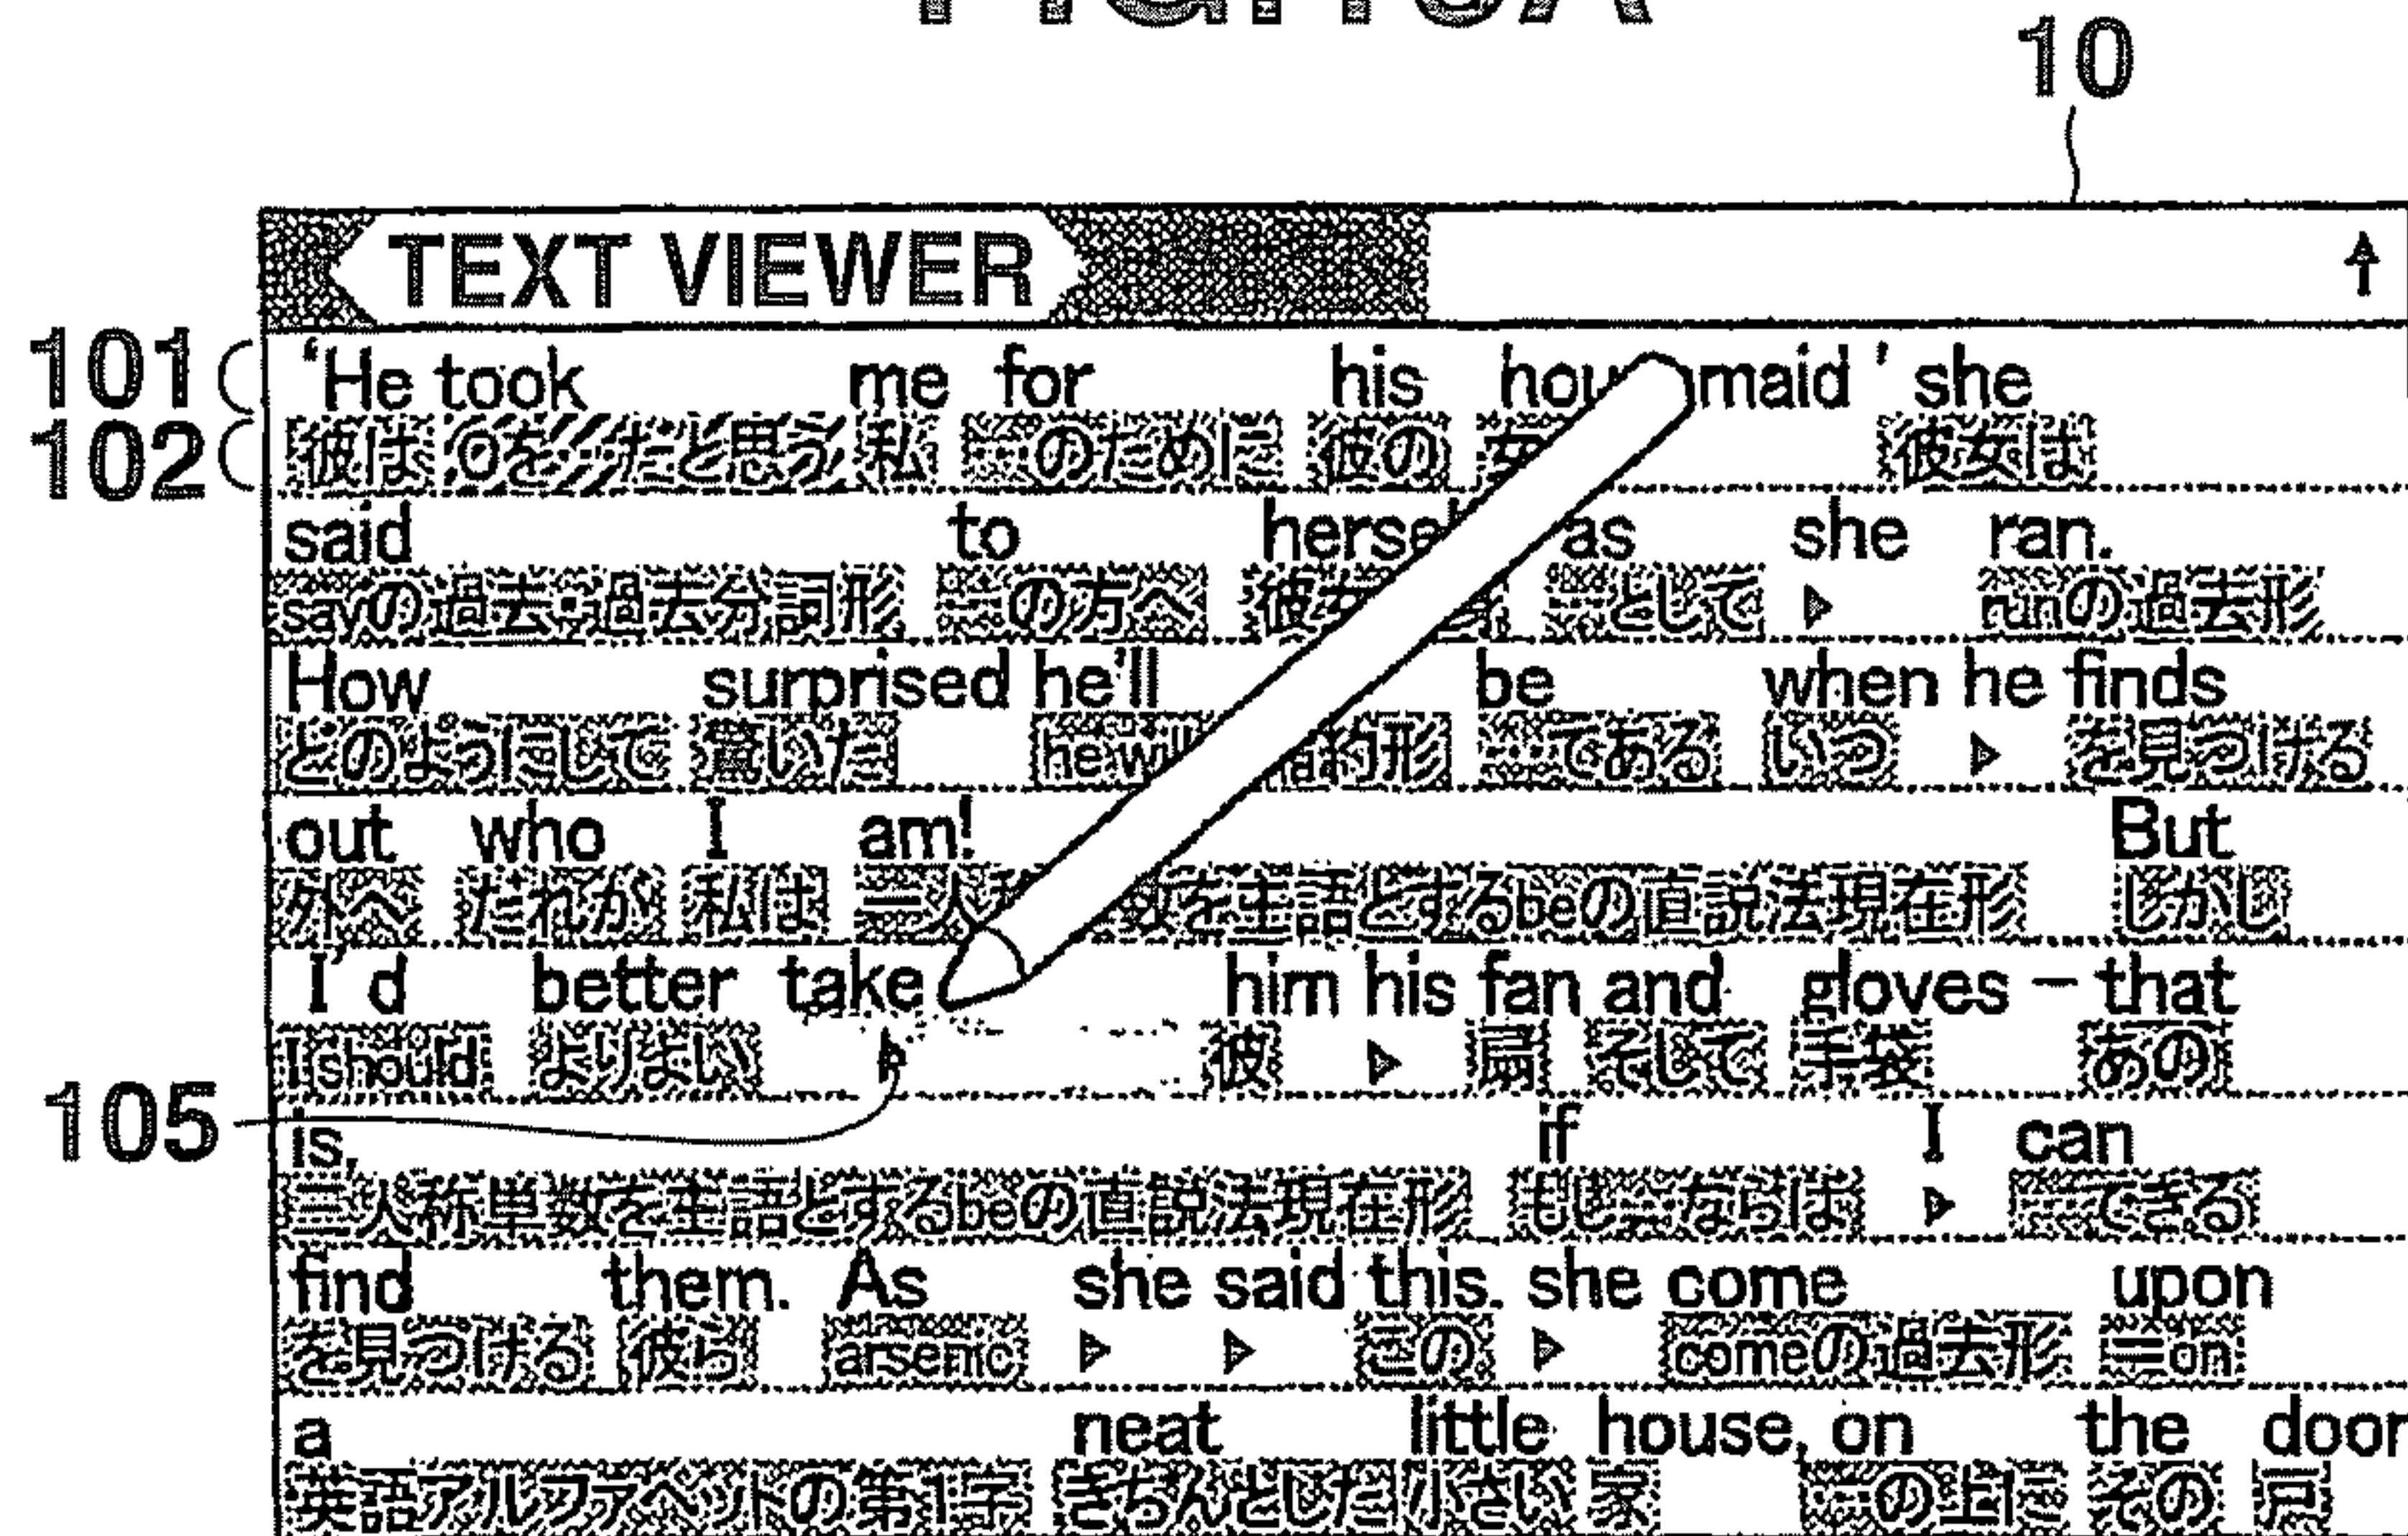 10
TEXT VIEWER ↑
101 'He took me for his maid ' she
102 彼は 私 …のために 彼の 彼女は
said to as she ran.
sayの過去・過去分詞形 …の方へ …として ▷ runの過去形
How surprised he'll be when he finds
どのようにして 驚いた he will 約形 …である いつ ▷ を見つける
out who I am! But
外へ だれが 私は を主語とするbeの直説法現在形 しかし
I'd better take him his fan and gloves – that
I should よりよい ▷ 彼 ▷ 扇 そして 手袋 あの
105 is, if I can
三人称単数を主語とするbeの直説法現在形 もし…ならば ▷ …できる
find them. As she said this. she come upon
を見つける 彼ら arsenic ▷ ▷ この ▷ comeの過去形 =on
a neat little house, on the door
英語アルファベットの第1字 きちんとした 小さい 家 …の上に その 戸